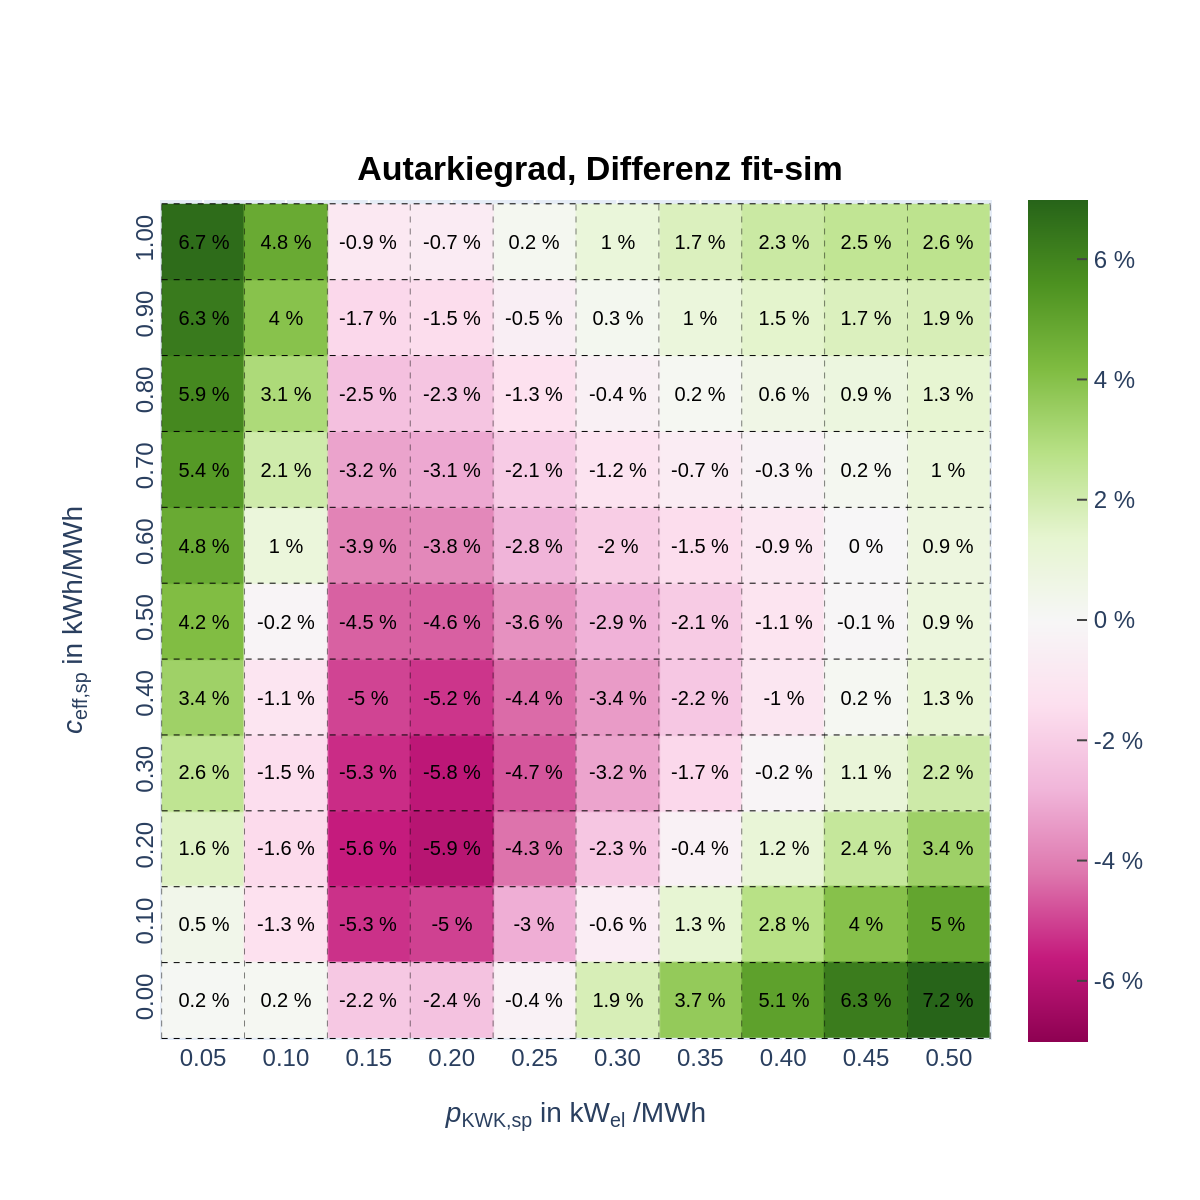 Autarkiegrad, Differenz fit-sim
1.00 6.7 % 4.8 % -0.9 % -0.7 % 0.2 % 1 % 1.7 % 2.3 % 2.5 % 2.6 %
0.90 6.3 % 4 % -1.7 % -1.5 % -0.5 % 0.3 % 1 % 1.5 % 1.7 % 1.9 %
0.80 5.9 % 3.1 % -2.5 % -2.3 % -1.3 % -0.4 % 0.2 % 0.6 % 0.9 % 1.3 %
0.70 5.4 % 2.1 % -3.2 % -3.1 % -2.1 % -1.2 % -0.7 % -0.3 % 0.2 % 1 %
0.60 4.8 % 1 % -3.9 % -3.8 % -2.8 % -2 % -1.5 % -0.9 % 0 % 0.9 %
0.50 4.2 % -0.2 % -4.5 % -4.6 % -3.6 % -2.9 % -2.1 % -1.1 % -0.1 % 0.9 %
0.40 3.4 % -1.1 % -5 % -5.2 % -4.4 % -3.4 % -2.2 % -1 % 0.2 % 1.3 %
0.30 2.6 % -1.5 % -5.3 % -5.8 % -4.7 % -3.2 % -1.7 % -0.2 % 1.1 % 2.2 %
0.20 1.6 % -1.6 % -5.6 % -5.9 % -4.3 % -2.3 % -0.4 % 1.2 % 2.4 % 3.4 %
0.10 0.5 % -1.3 % -5.3 % -5 % -3 % -0.6 % 1.3 % 2.8 % 4 % 5 %
0.00 0.2 % 0.2 % -2.2 % -2.4 % -0.4 % 1.9 % 3.7 % 5.1 % 6.3 % 7.2 %
0.05 0.10 0.15 0.20 0.25 0.30 0.35 0.40 0.45 0.50
p KWK,sp in kW el /MWh
c eff,sp in kWh/MWh
6 %
4 %
2 %
0 %
-2 %
-4 %
-6 %